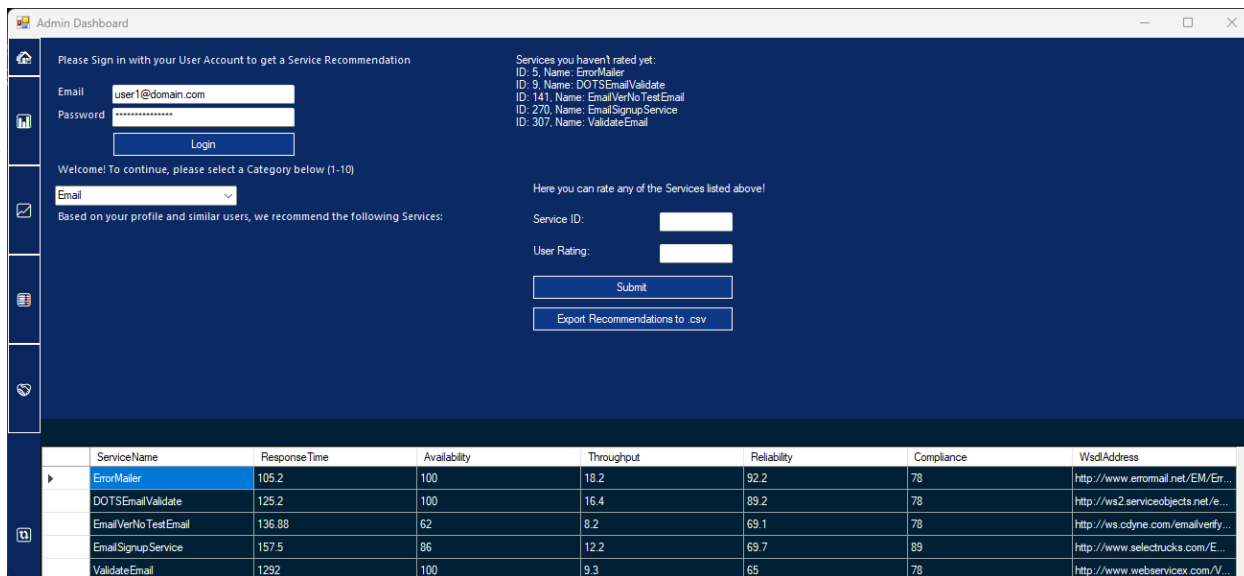 Admin Dashboard
Please Sign in with your User Account to get a Service Recommendation
Email
user1@domain.com
Password
***************
Login
Welcome! To continue, please select a Category below (1-10)
Email
Based on your profile and similar users, we recommend the following Services:
Services you haven't rated yet:
ID: 5, Name: ErrorMailer
ID: 9, Name: DOTSEmailValidate
ID: 141, Name: EmailVerNoTestEmail
ID: 270, Name: EmailSignupService
ID: 307, Name: ValidateEmail
Here you can rate any of the Services listed above!
Service ID:
User Rating:
Submit
Export Recommendations to .csv
ServiceName ResponseTime Availability Throughput Reliability Compliance WsdlAddress
ErrorMailer 105.2 100 18.2 92.2 78 http://www.erromail.net/EM/Err...
DOTSEmailValidate 125.2 100 16.4 89.2 78 http://ws2.serviceobjects.net/e...
EmailVerNoTestEmail 136.88 62 8.2 69.1 78 http://ws.cdyne.com/emailverify...
EmailSignupService 157.5 86 12.2 69.7 89 http://www.selectrucks.com/E...
ValidateEmail 1292 100 9.3 65 78 http://www.webservicex.com/V...